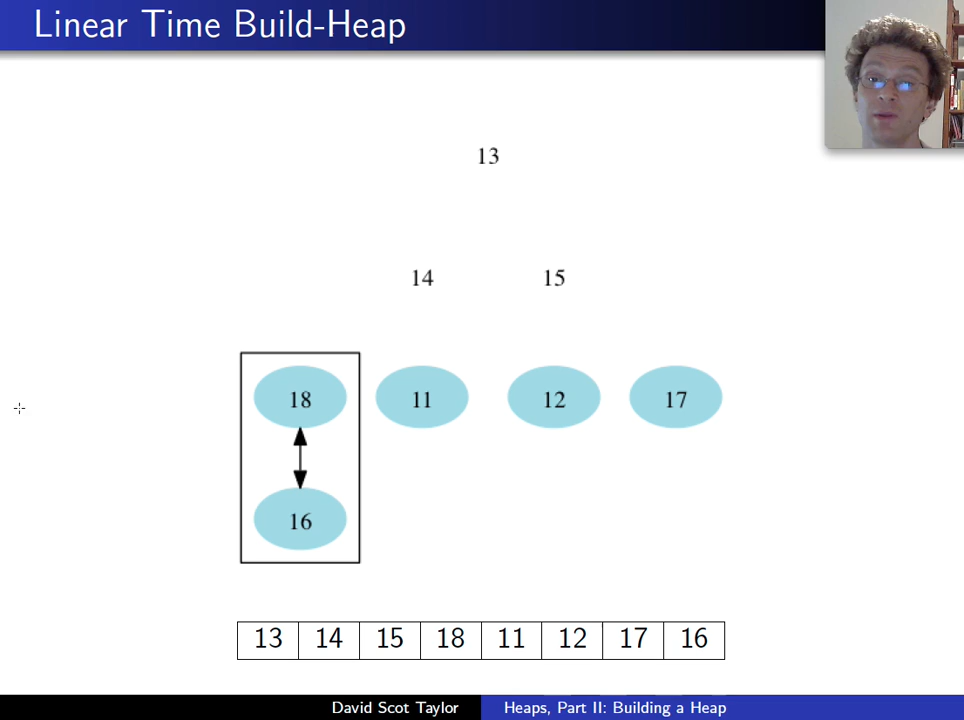 Linear Time Build-Heap
13
14 15
18 11 12 17
16
13 14 15 18 11 12 17 16
David Scot Taylor Heaps, Part II: Building a Heap